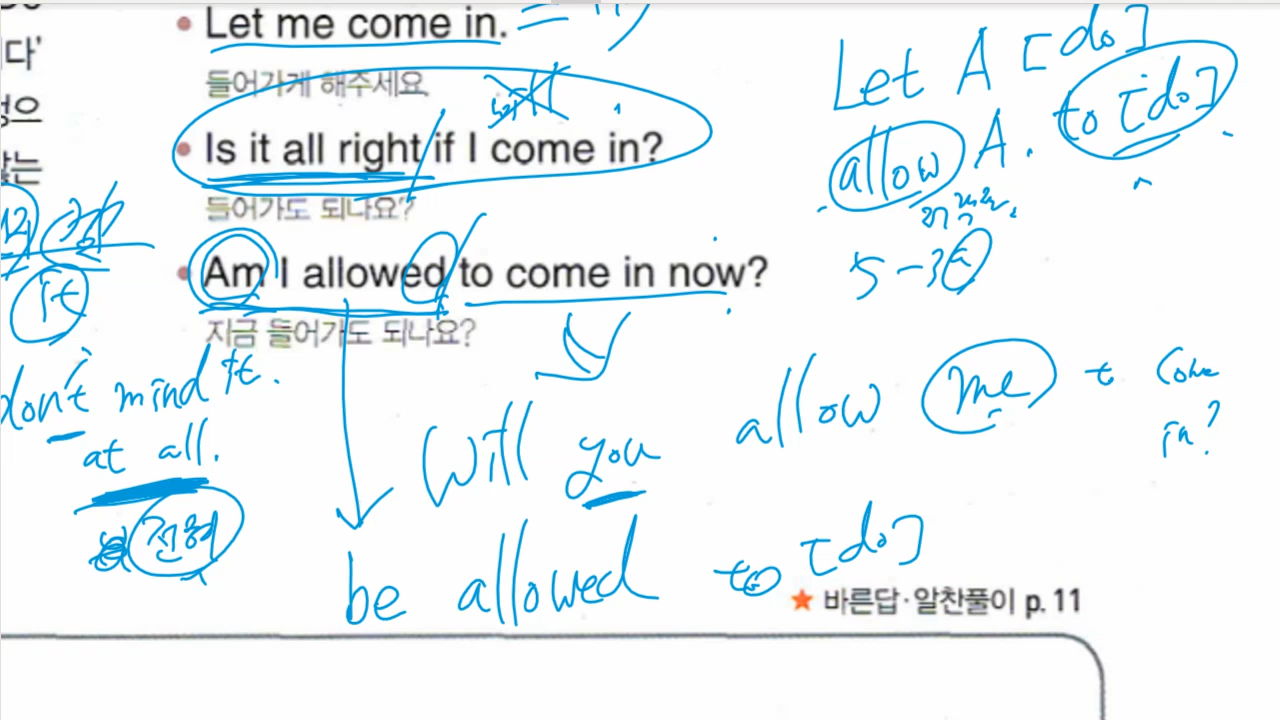 다'
Let me come in. =
들어가게 해주세요.
Is it all right if I come in?
들어가도 되나요?
Am I allowed to come in now?
지금 들어가도 되나요?
Let A [do]
allow A. to [do]
5-3
it
don't mind it.
at all.
전혀
Will you allow me to come in?
be allowed to [do]
★ 바른답·알찬풀이 p. 11